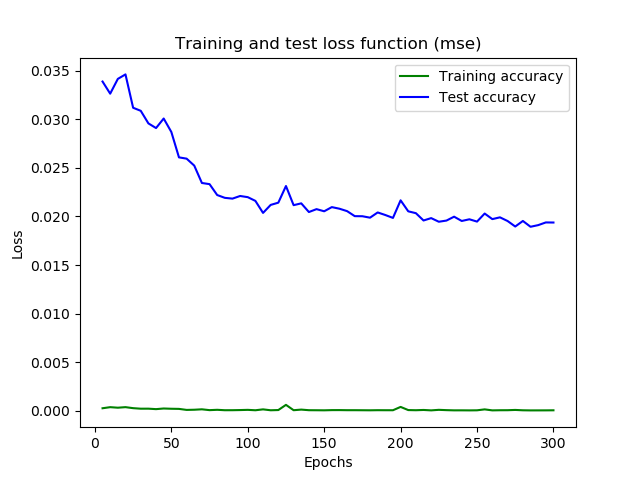 Training and test loss function (mse)
Training accuracy
Test accuracy
0.035
0.030
0.025
0.020
0.015
0.010
0.005
0.000
Loss
0 50 100 150 200 250 300
Epochs